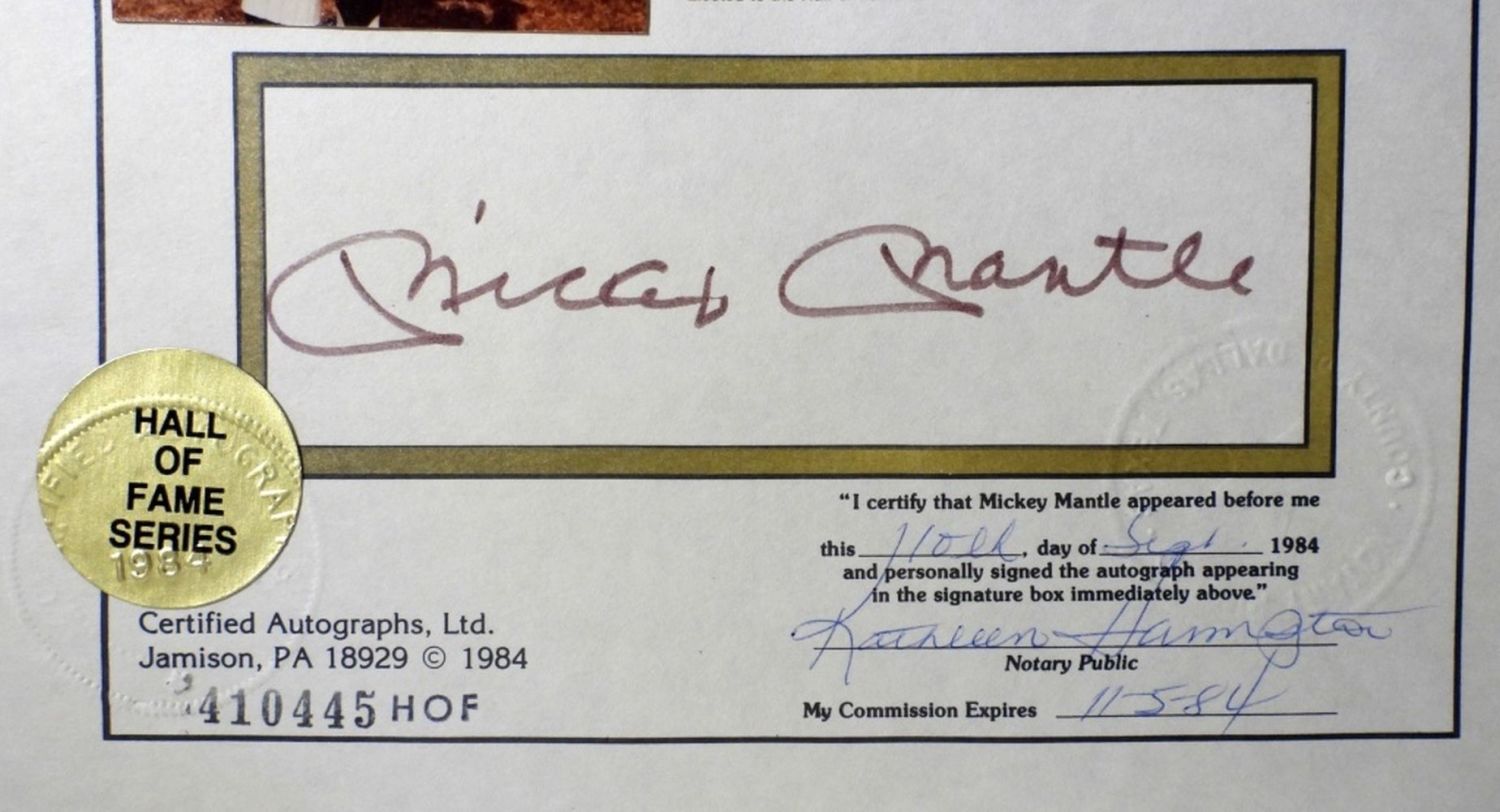 Mickey Mantle
HALL
OF
FAME
SERIES
1984
"I certify that Mickey Mantle appeared before me
this , day of Sept. 1984
and personally signed the autograph appearing
in the signature box immediately above."
Kathleen Harrington
Notary Public
My Commission Expires 11-5-84
Certified Autographs, Ltd.
Jamison, PA 18929 © 1984
410445 HOF